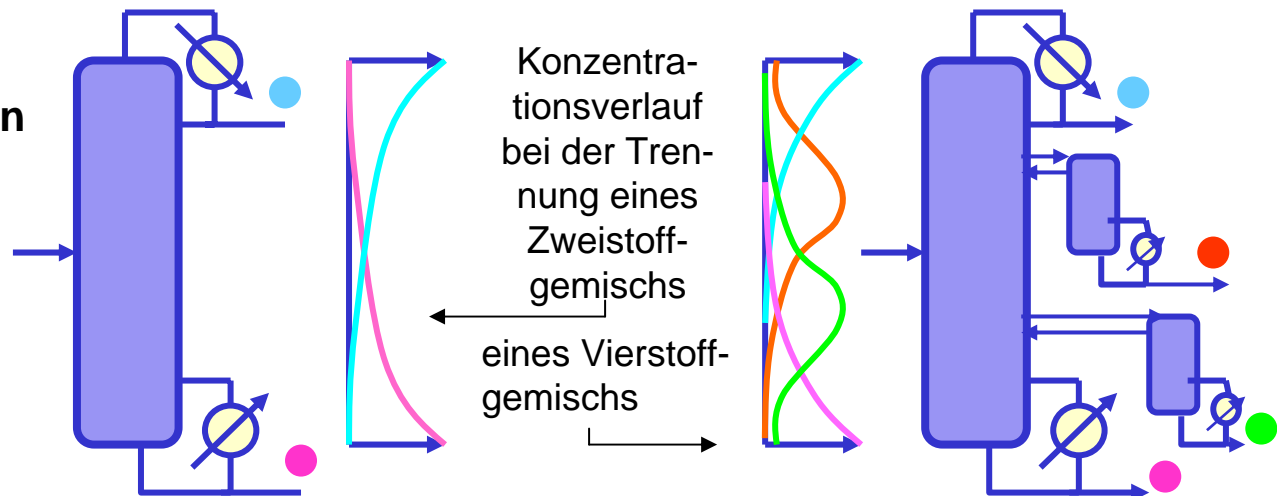 n
Konzentra-
tionsverlauf
bei der Tren-
nung eines
Zweistoff-
gemischs
eines Vierstoff-
gemischs